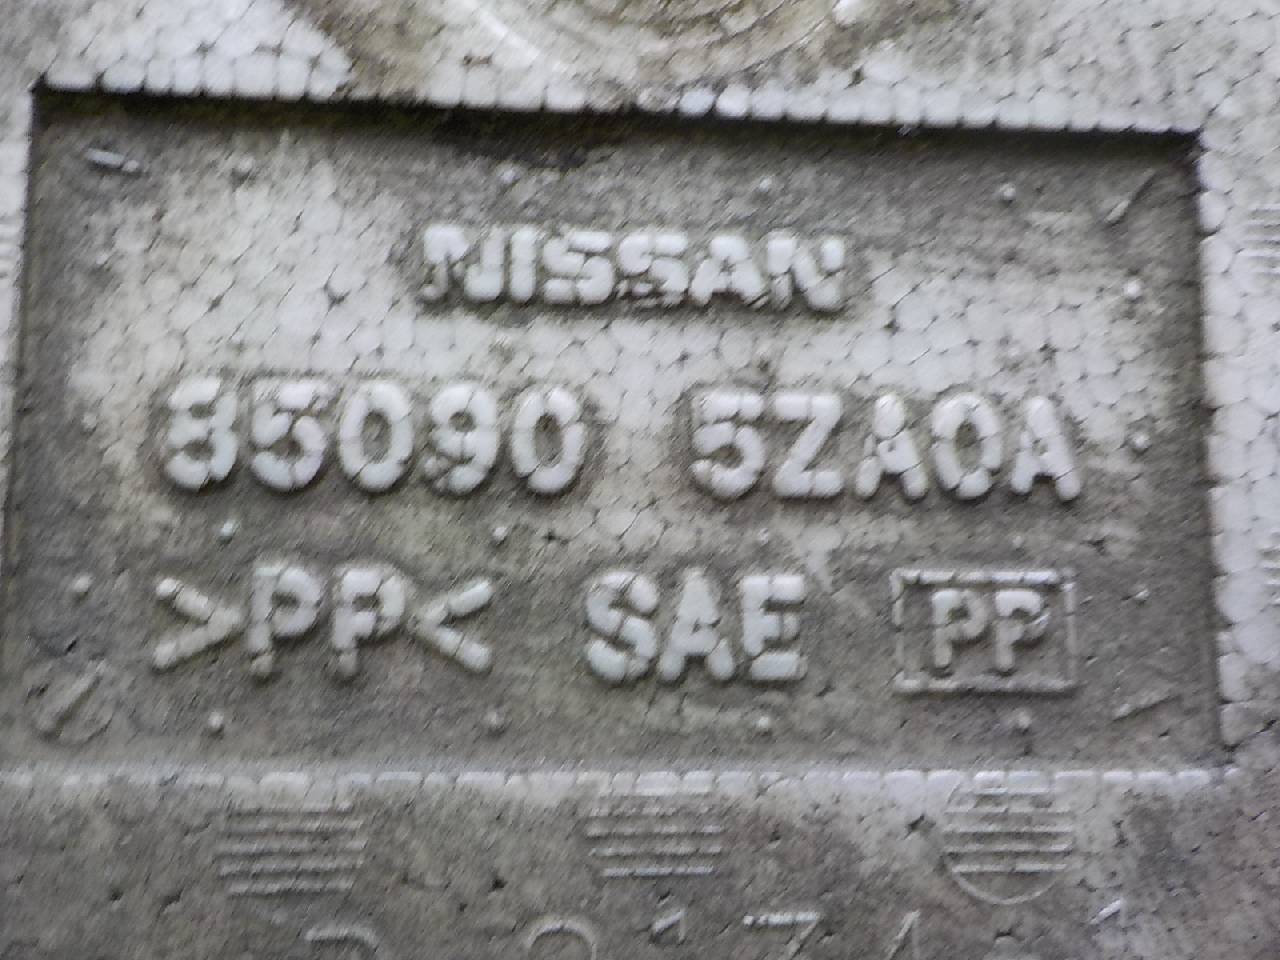 NISSAN
85090 5ZA0A
>PP< SAE PP